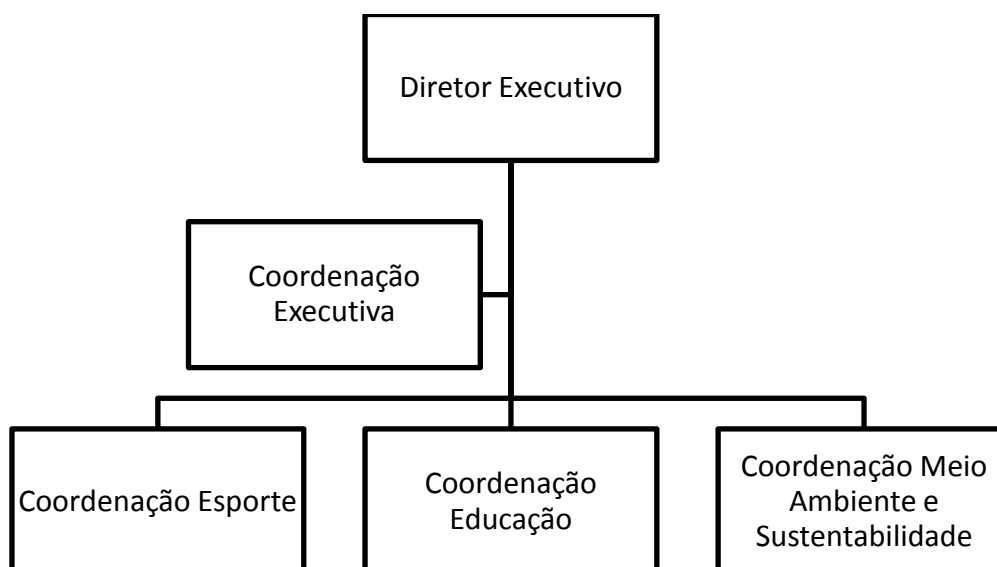 Diretor Executivo
Coordenação
Executiva
Coordenação Esporte
Coordenação
Educação
Coordenação Meio
Ambiente e
Sustentabilidade